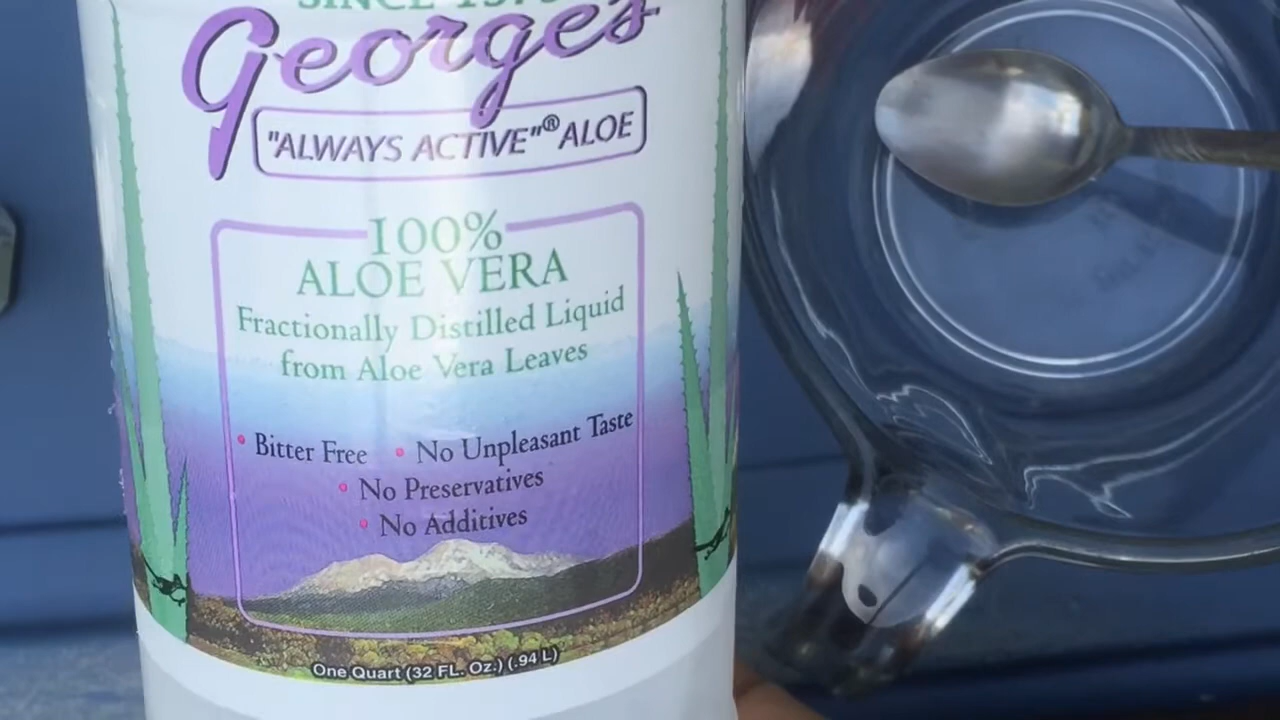 SINCE
George's
"ALWAYS ACTIVE"® ALOE
100%
ALOE VERA
Fractionally Distilled Liquid
from Aloe Vera Leaves
• Bitter Free • No Unpleasant Taste
• No Preservatives
• No Additives
One Quart (32 FL. Oz.) (.94 L)